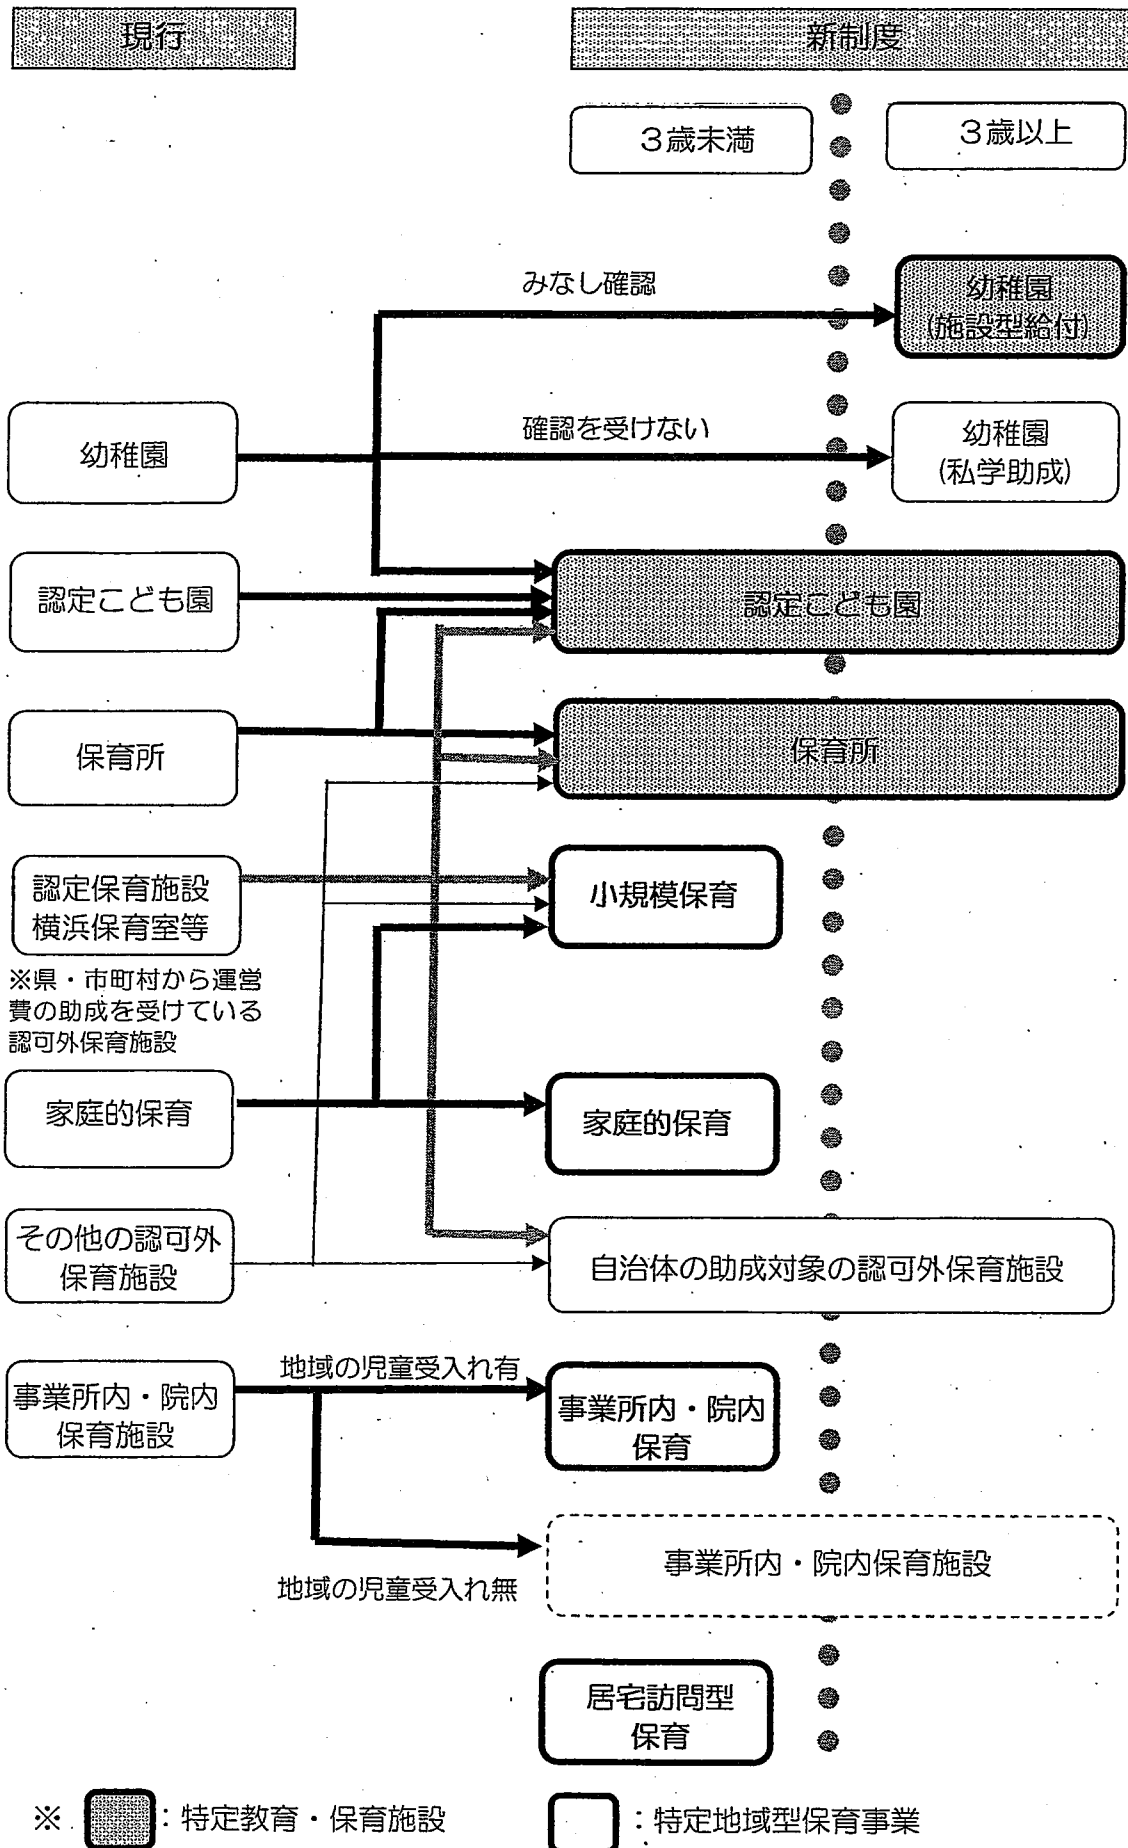 現行
新制度
3歳未満
3歳以上
みなし確認
幼稚園
(施設型給付)
幼稚園
確認を受けない
幼稚園
(私学助成)
認定こども園
認定こども園
保育所
保育所
認定保育施設
横浜保育室等
小規模保育
※県・市町村から運営
費の助成を受けている
認可外保育施設
家庭的保育
家庭的保育
その他の認可外
保育施設
自治体の助成対象の認可外保育施設
事業所内・院内
保育施設
地域の児童受入れ有
事業所内・院内
保育
地域の児童受入れ無
事業所内・院内保育施設
居宅訪問型
保育
※ :特定教育・保育施設
:特定地域型保育事業